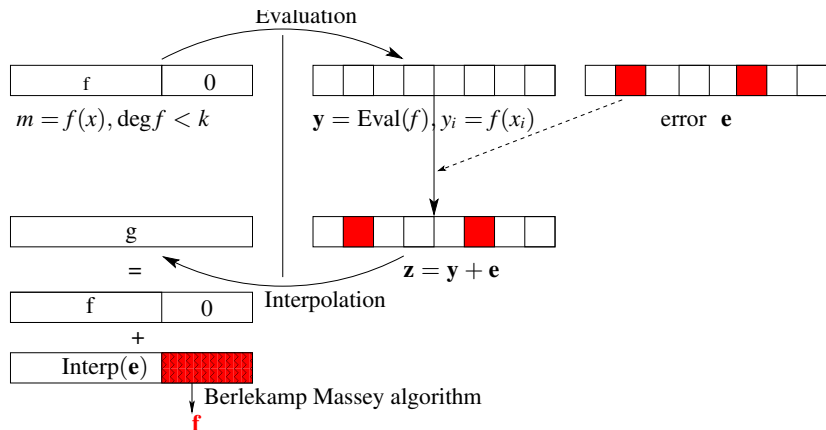 Evaluation
f 0
m = f(x), deg f < k
y = Eval(f), y_i = f(x_i)
error e
g
=
z = y + e
Interpolation
f 0
+
Interp(e)
Berlekamp Massey algorithm
f